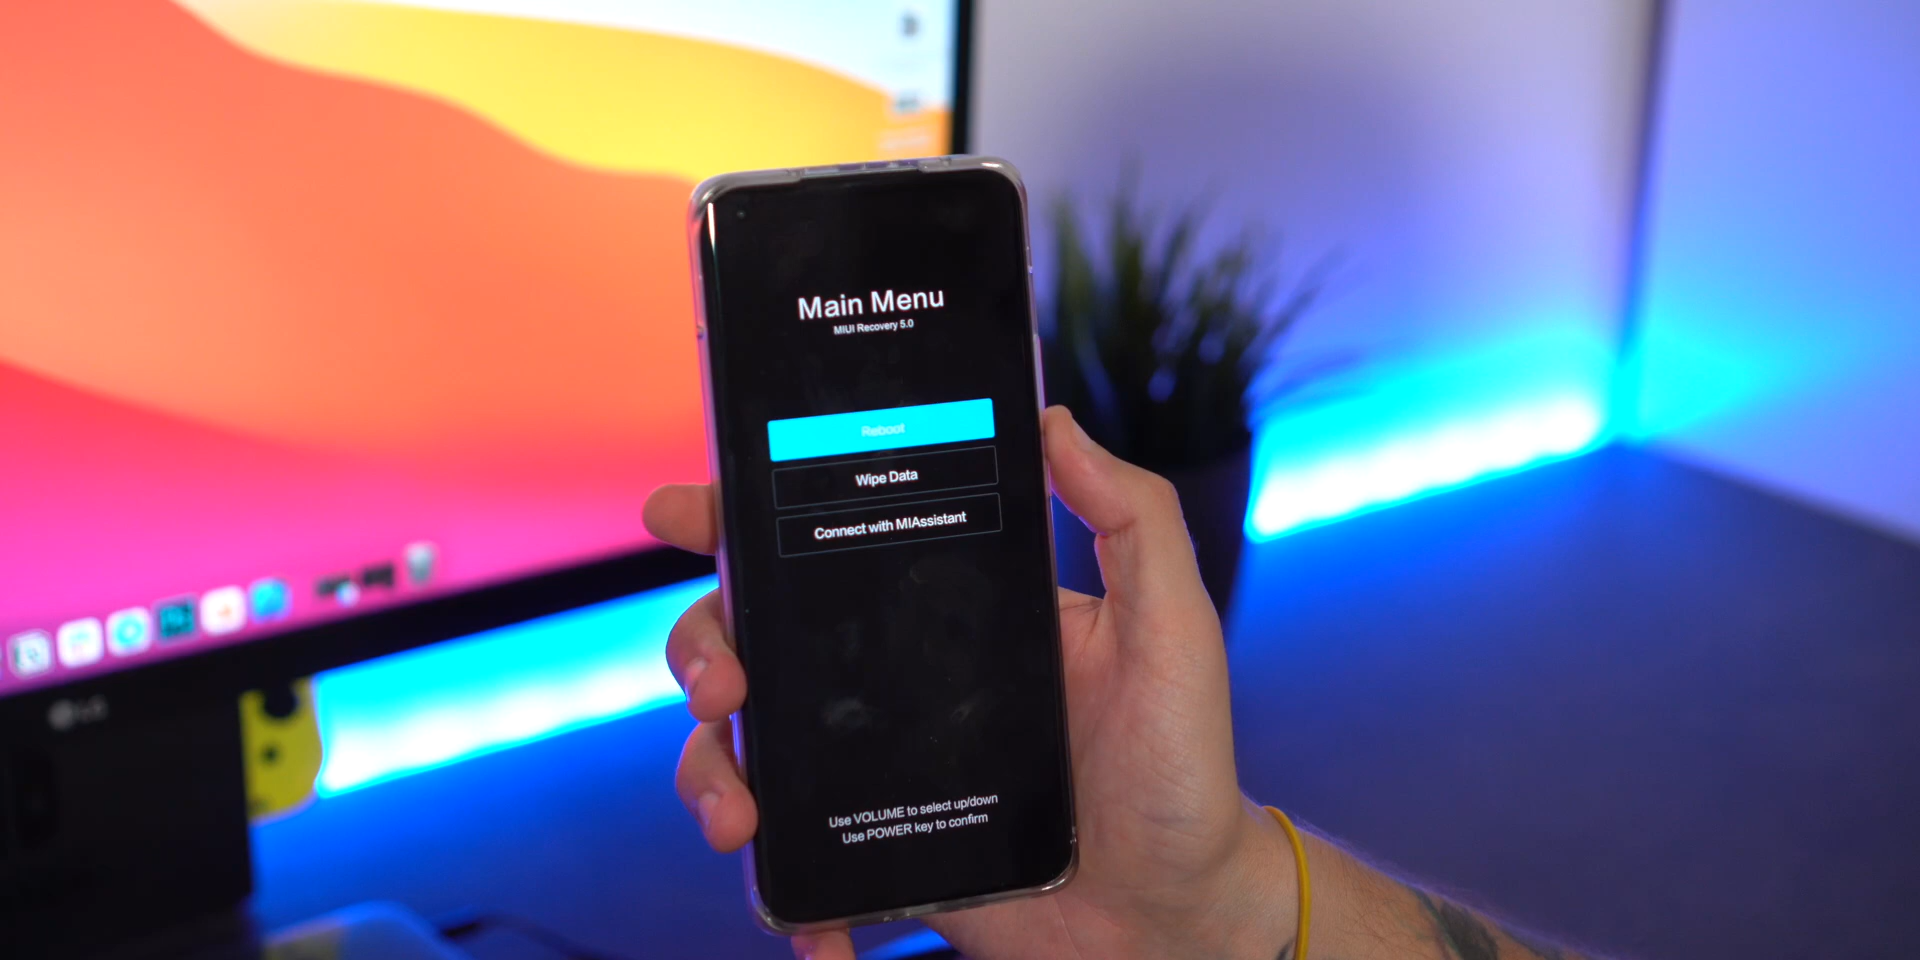 Main Menu
MIUI Recovery 5.0
Reboot
Wipe Data
Connect with MIAssistant
Use VOLUME to select up/down
Use POWER key to confirm
LG